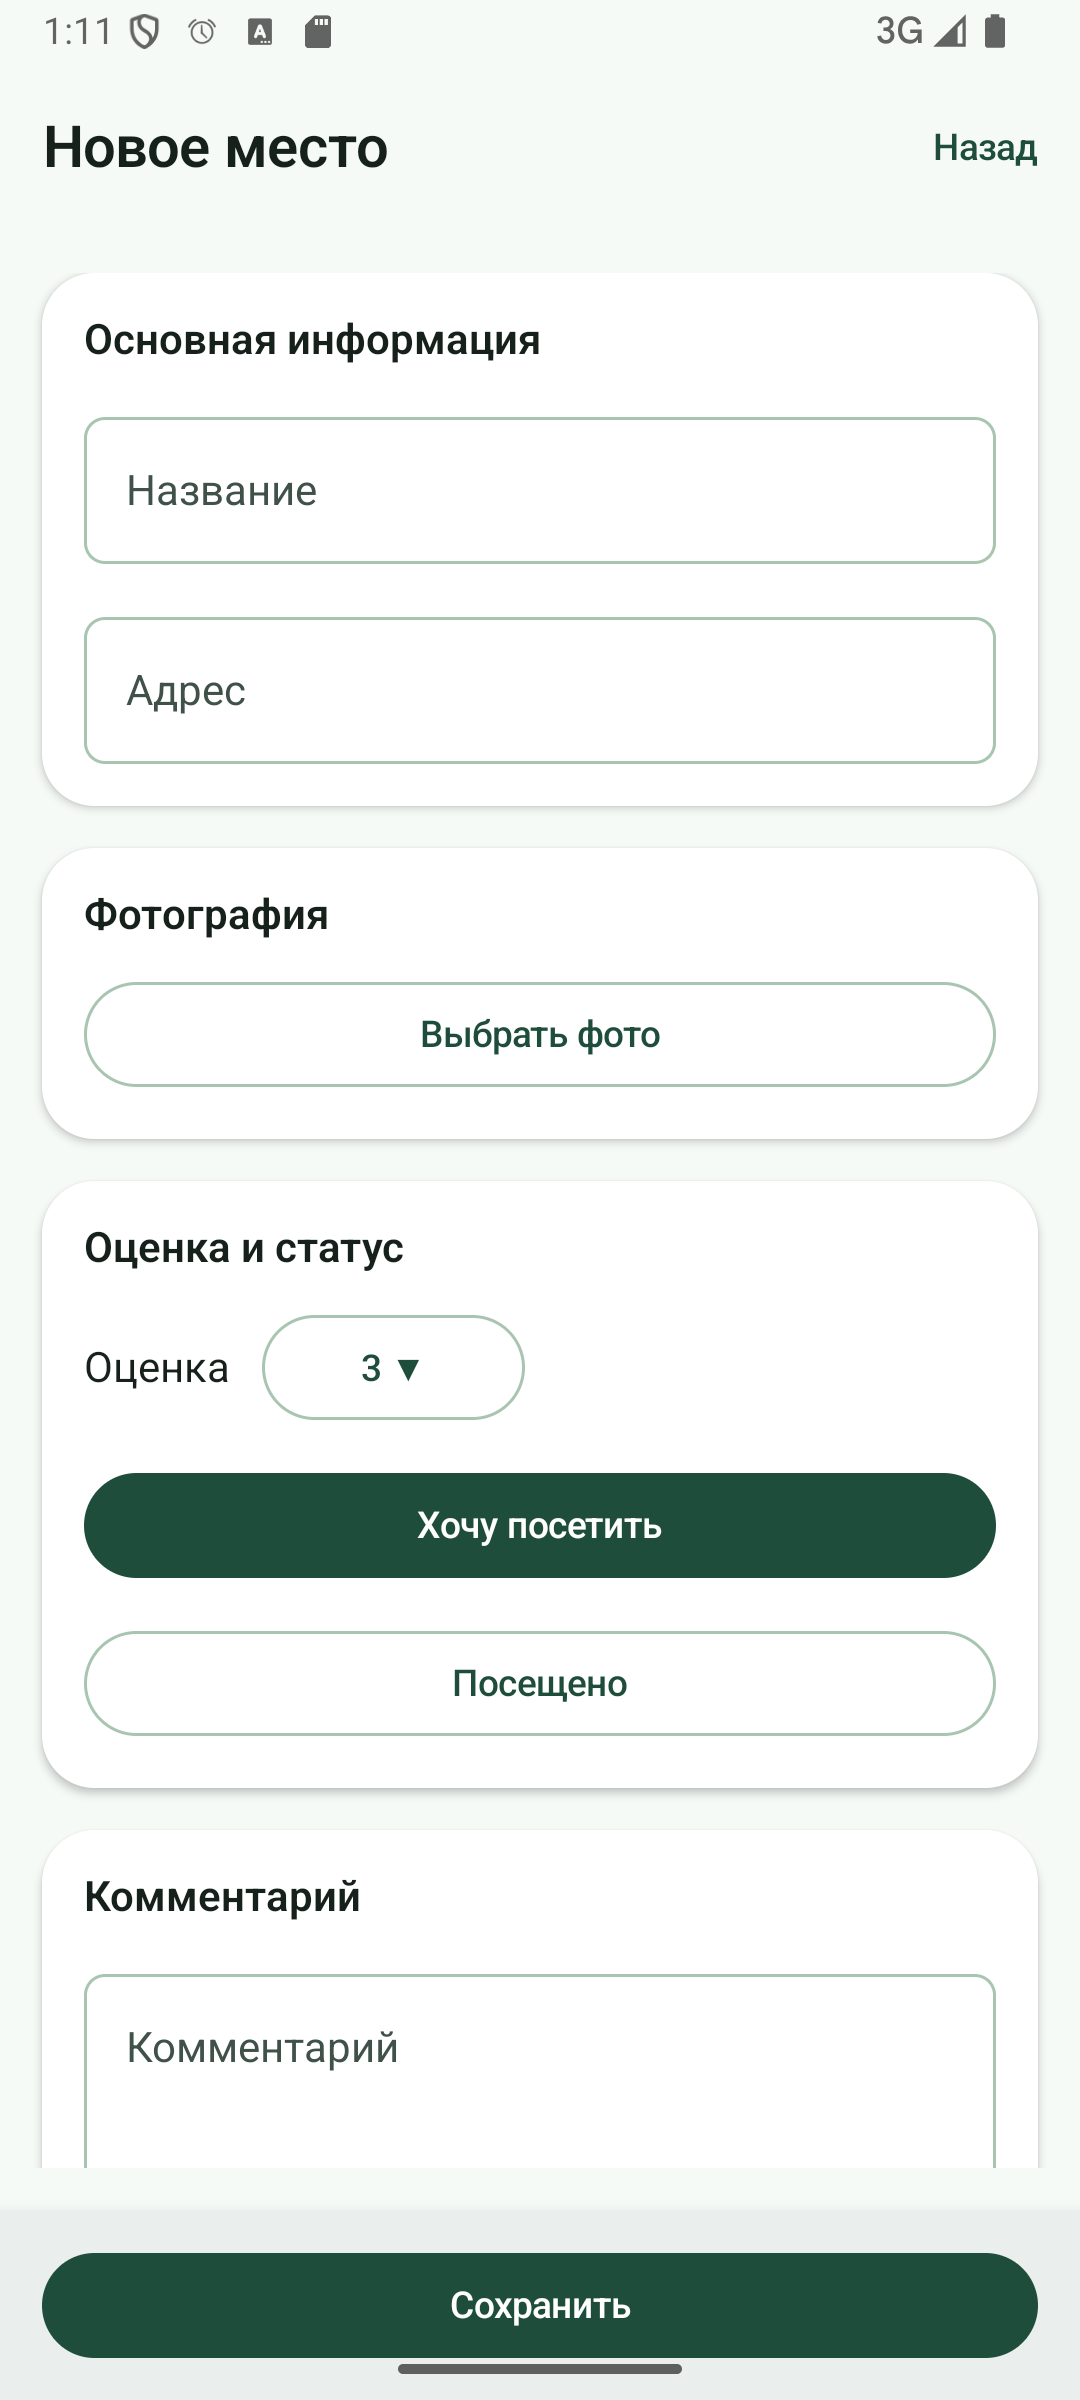 1:11 3G
Новое место
Назад
Основная информация
Название
Адрес
Фотография
Выбрать фото
Оценка и статус
Оценка 3 ▼
Хочу посетить
Посещено
Комментарий
Комментарий
Сохранить